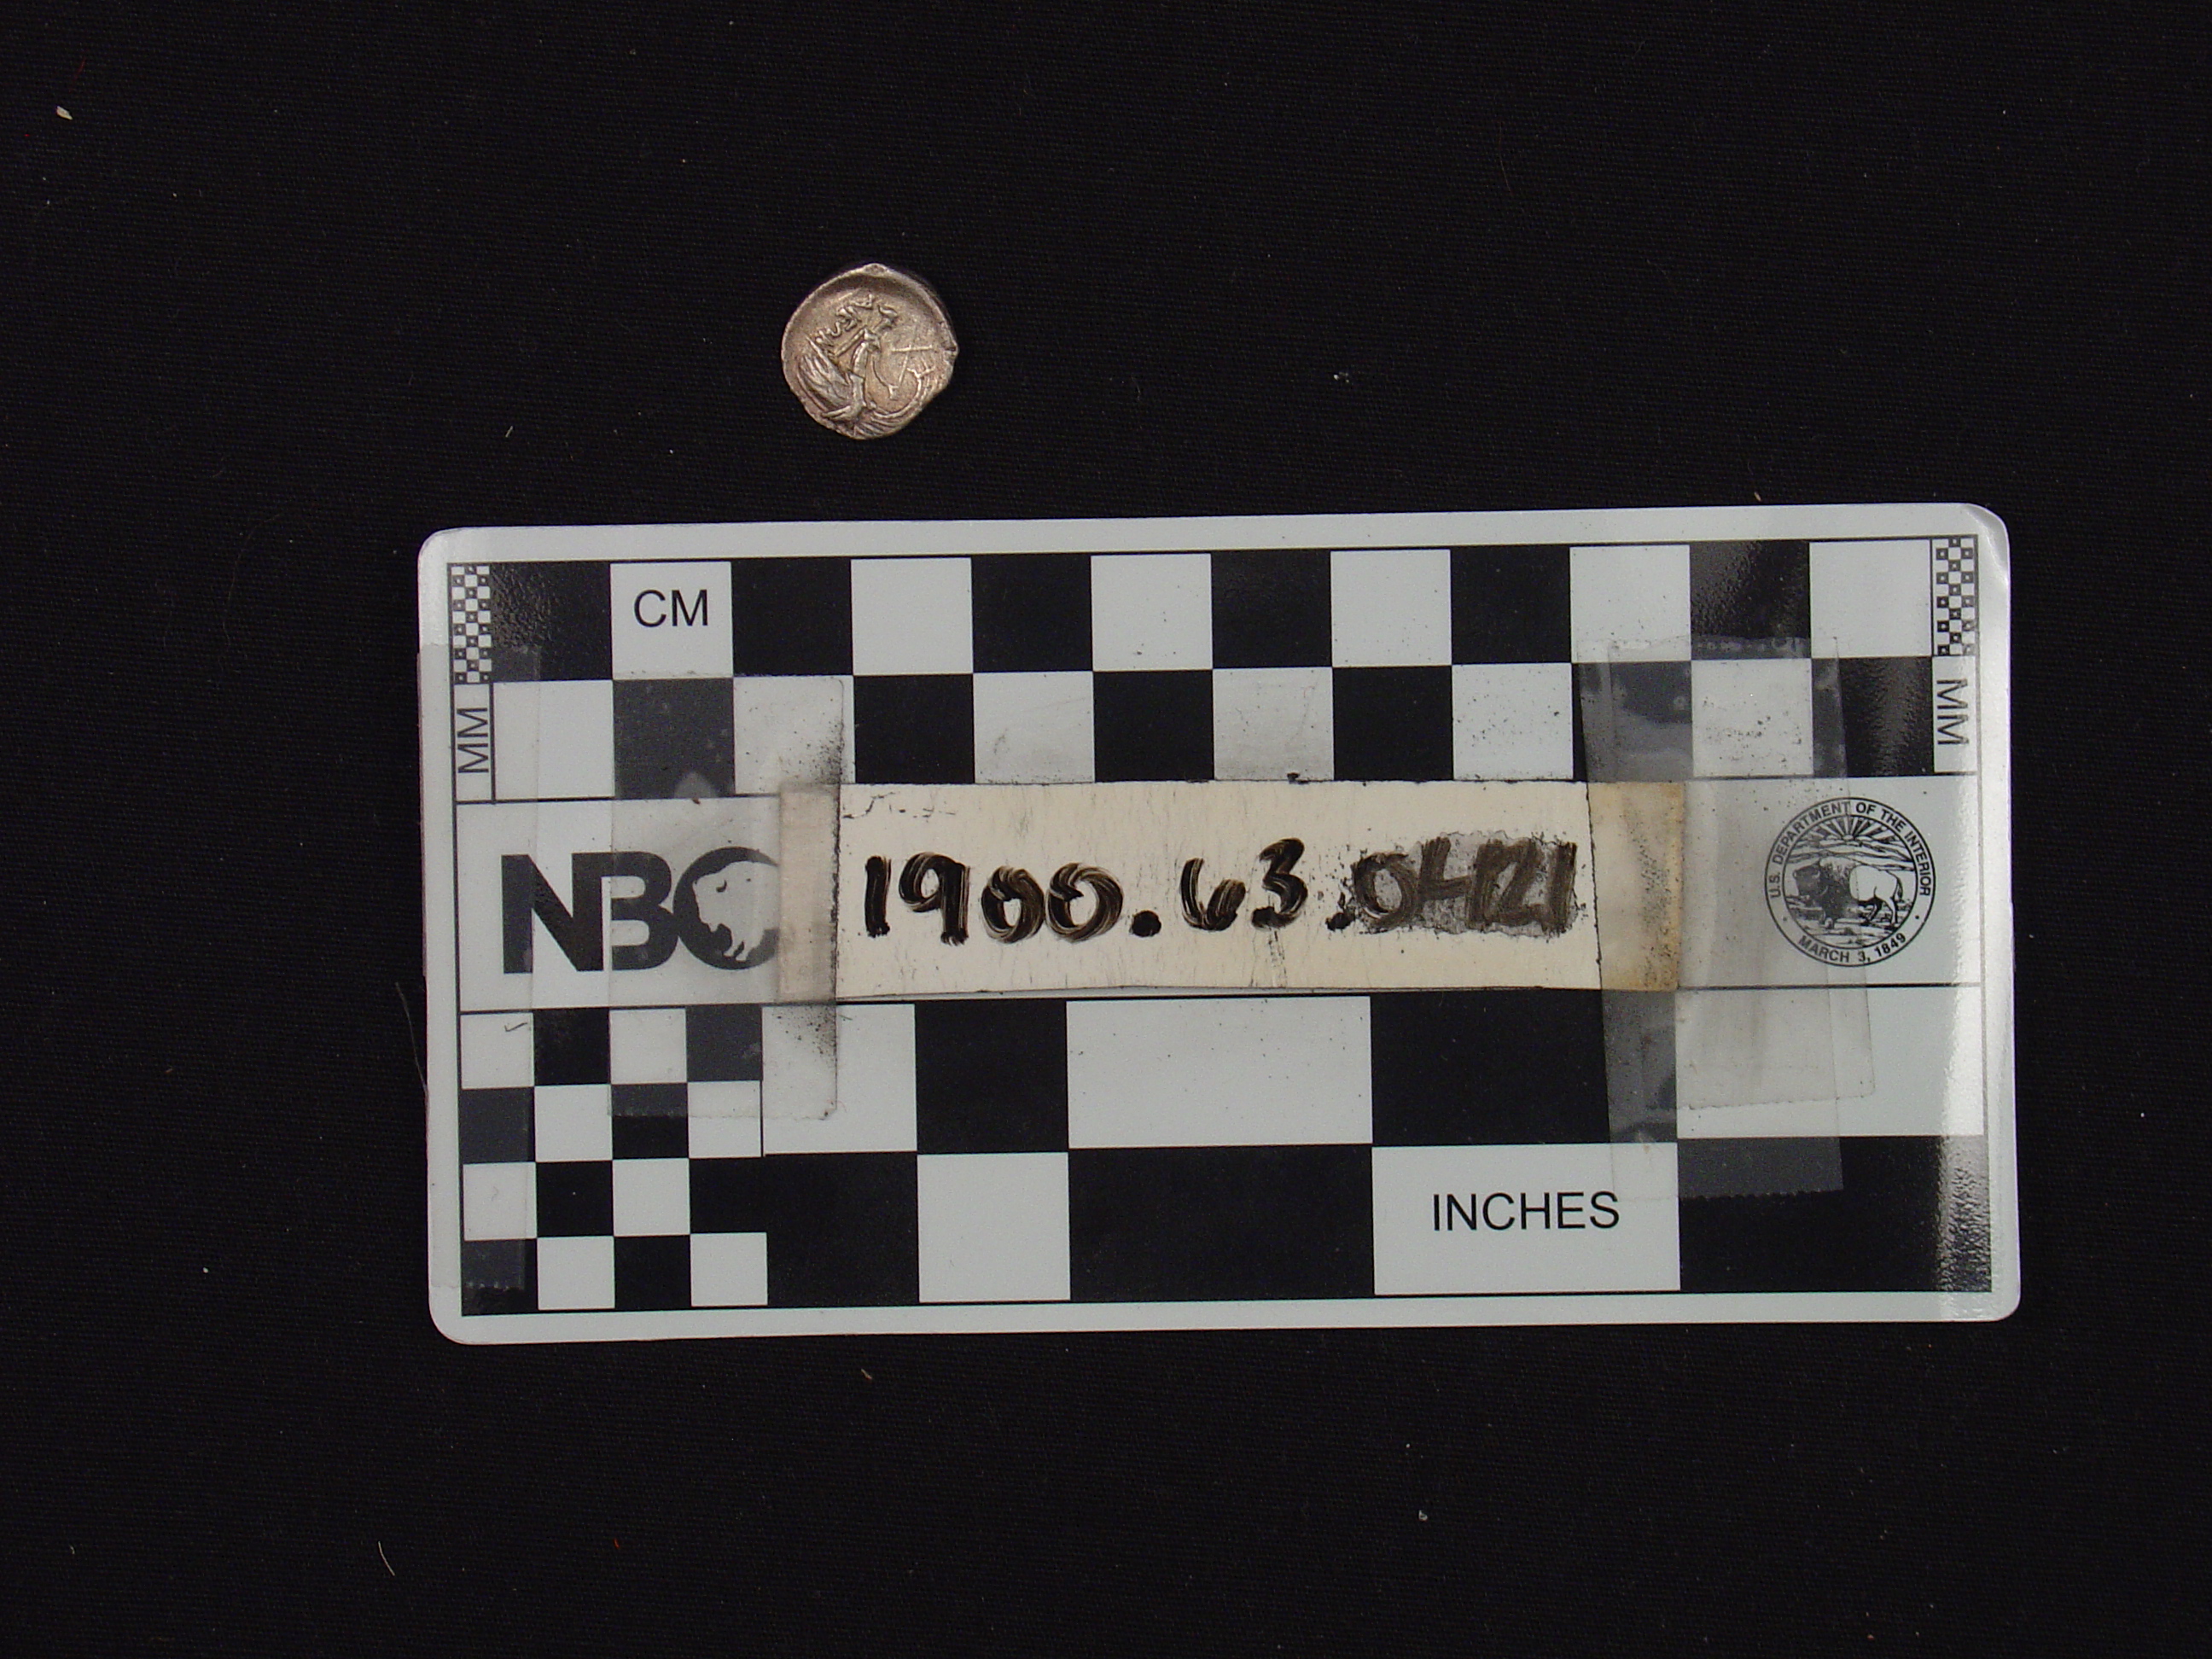 CM
MM
MM
NBC
1900.63.0421
U.S. DEPARTMENT OF THE INTERIOR
MARCH 3, 1849
INCHES